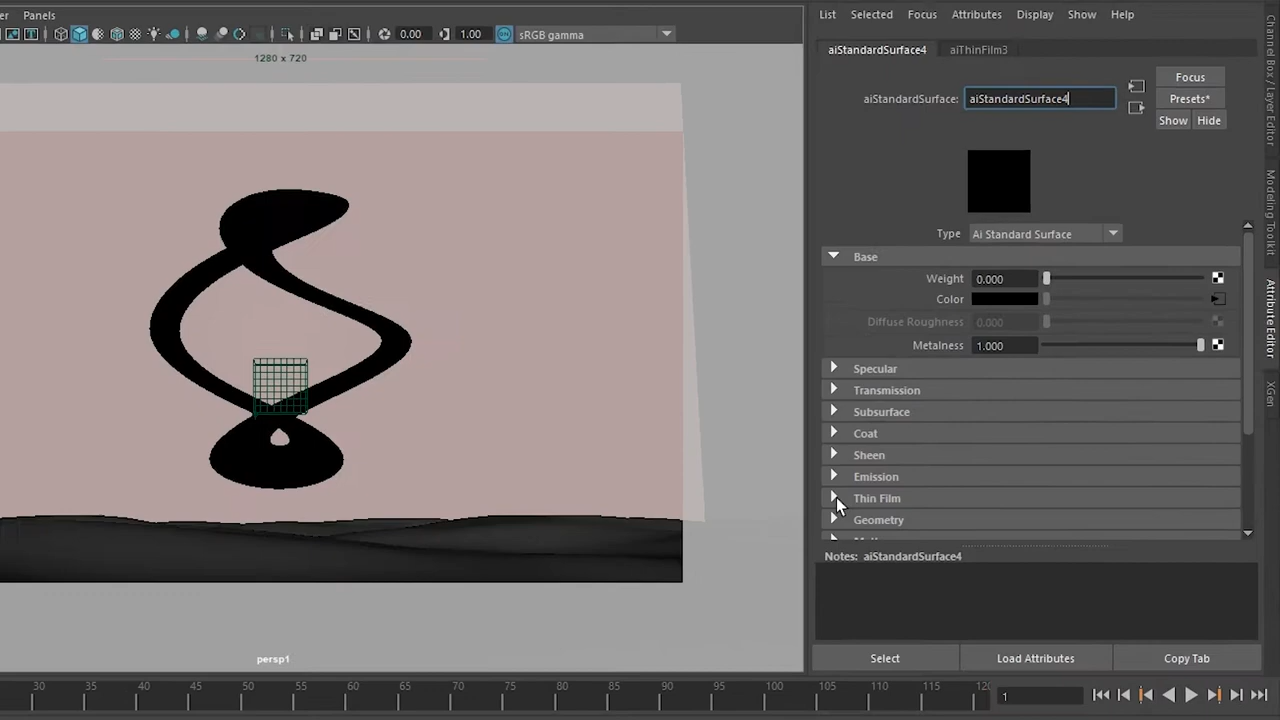 er Panels
List Selected Focus Attributes Display Show Help
0.00 1.00 ON sRGB gamma
aiStandardSurface4 aiThinFilm3
1280 x 720
Focus
aiStandardSurface: aiStandardSurface4 Presets*
Show Hide
Type Ai Standard Surface
Base
Weight 0.000
Color
Diffuse Roughness 0.000
Metalness 1.000
Specular
Transmission
Subsurface
Coat
Sheen
Emission
Thin Film
Geometry
Notes: aiStandardSurface4
persp1
Select Load Attributes Copy Tab
30 35 40 45 50 55 60 65 70 75 80 85 90 95 100 105 110 115 120
1
Channel Box / Layer Editor
Modeling Toolkit
Attribute Editor
XGen